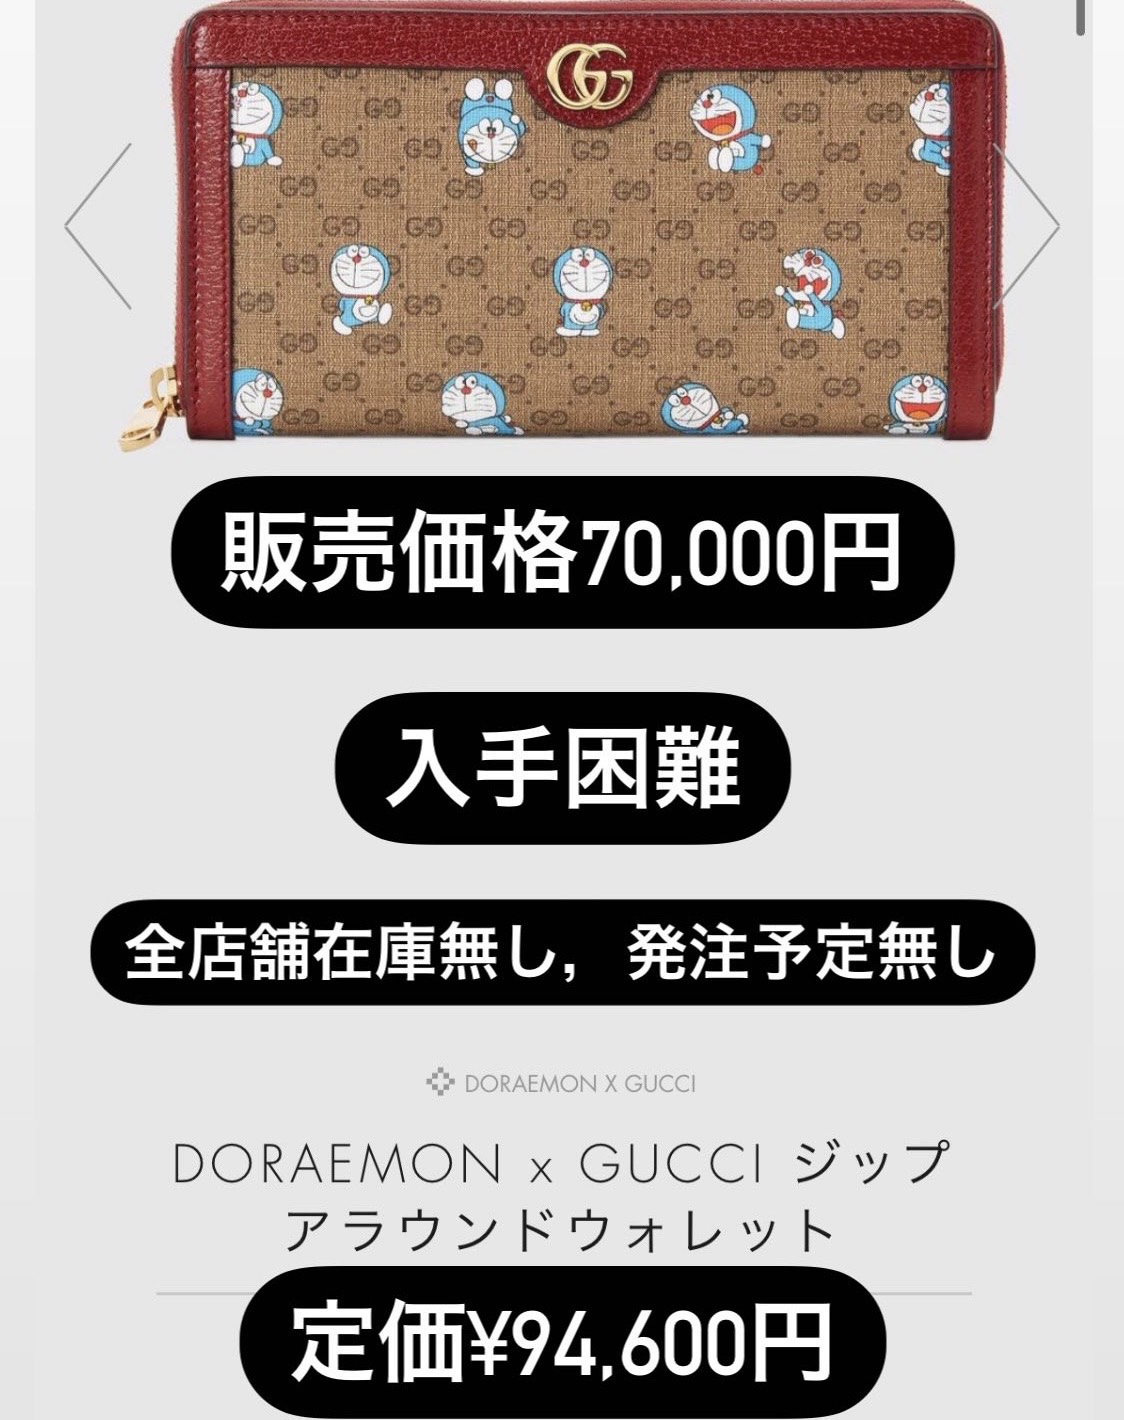 販売価格70,000円
入手困難
全店舗在庫無し，発注予定無し
DORAEMON X GUCCI
DORAEMON x GUCCI ジップ
アラウンドウォレット
定価¥94,600円